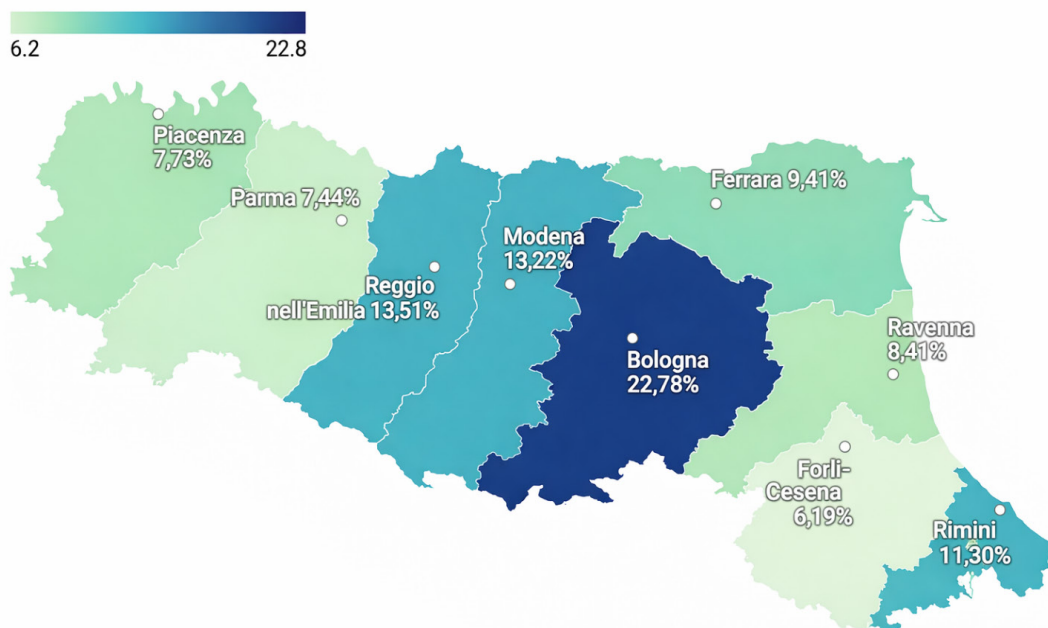 6.2
22.8
Piacenza
7,73%
Parma 7,44%
Reggio
nell'Emilia 13,51%
Modena
13,22%
Bologna
22,78%
Ferrara 9,41%
Ravenna
8,41%
Forlì-
Cesena
6,19%
Rimini
11,30%